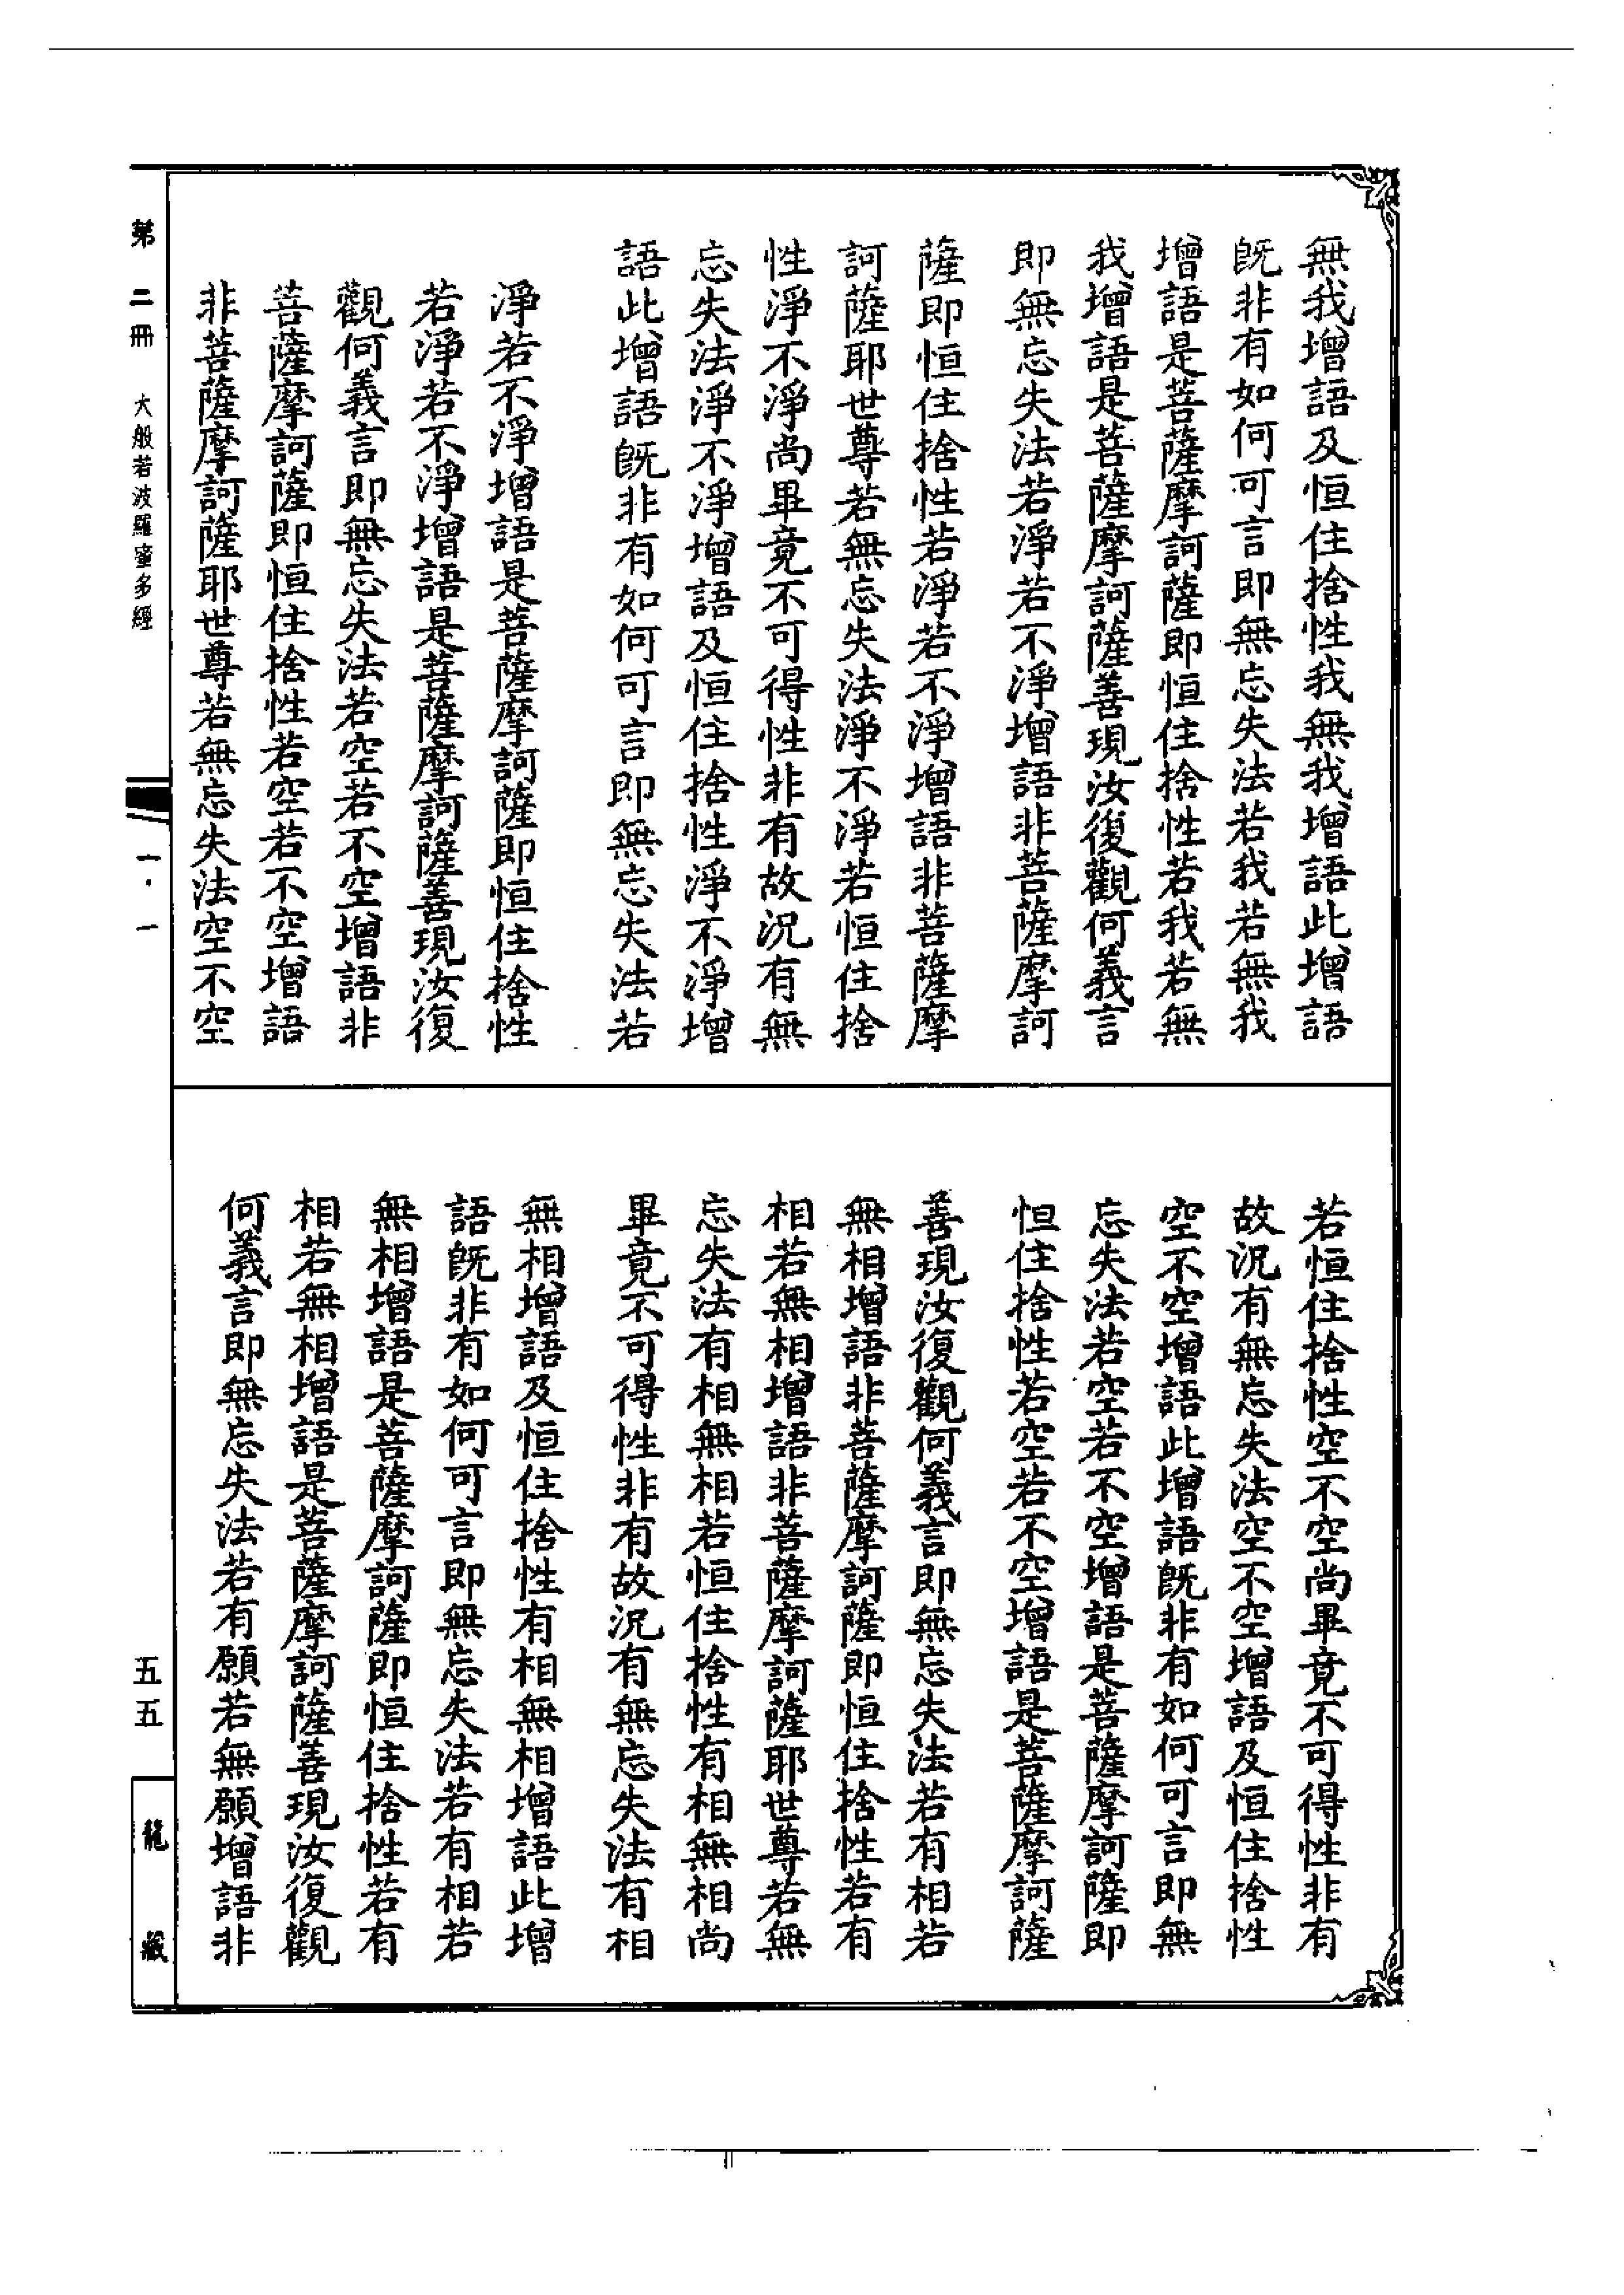 無我增語及恒住捨性我無我增語此增語
旣非有如何可言即無忘失法若我若無我
增語是菩薩摩訶薩即恒住捨性若我若無
我增語是菩薩摩訶薩善現汝復觀何義言
即無忘失法若淨若不淨增語非菩薩摩訶
薩即恒住捨性若淨若不淨增語非菩薩摩
訶薩耶世尊若無忘失法淨不淨若恒住捨
性淨不淨尚畢竟不可得性非有故况有無
忘失法淨不淨增語及恒住捨性淨不淨增
語此增語旣非有如何可言即無忘失法若
淨若不淨增語是菩薩摩訶薩即恒住捨性
若淨若不淨增語是菩薩摩訶薩善現汝復
觀何義言即無忘失法若空若不空增語非
菩薩摩訶薩即恒住捨性若空若不空增語
非菩薩摩訶薩耶世尊若無忘失法空不空
若恒住捨性空不空尚畢竟不可得性非有
故况有無忘失法空不空增語及恒住捨性
空不空增語此增語旣非有如何可言即無
忘失法若空若不空增語是菩薩摩訶薩即
恒住捨性若空若不空增語是菩薩摩訶薩
善現汝復觀何義言即無忘失法若有相若
無相增語非菩薩摩訶薩即恒住捨性若有
相若無相增語非菩薩摩訶薩耶世尊若無
忘失法有相無相若恒住捨性有相無相尚
畢竟不可得性非有故况有無忘失法有相
無相增語及恒住捨性有相無相增語此增
語旣非有如何可言即無忘失法若有相若
無相增語是菩薩摩訶薩即恒住捨性若有
相若無相增語是菩薩摩訶薩善現汝復觀
何義言即無忘失法若有願若無願增語非
第二冊 大般若波羅蜜多經 一·一 五五 龍藏